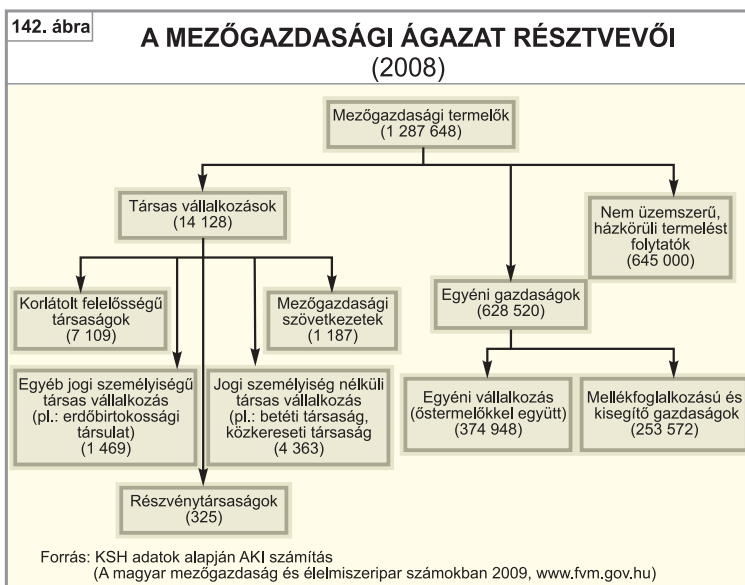 142. ábra
A MEZŐGAZDASÁGI ÁGAZAT RÉSZTVEVŐI
(2008)
Mezőgazdasági termelők
(1 287 648)
Társas vállalkozások
(14 128)
Nem üzemszerű,
házkörüli termelést
folytatók
(645 000)
Egyéni gazdaságok
(628 520)
Korlátolt felelősségű
társaságok
(7 109)
Mezőgazdasági
szövetkezetek
(1 187)
Egyéb jogi személyiségű
társas vállalkozás
(pl.: erdőbirtokossági
társulat)
(1 469)
Jogi személyiség nélküli
társas vállalkozás
(pl.: betéti társaság,
közkereseti társaság
(4 363)
Egyéni vállalkozás
(őstermelőkkel együtt)
(374 948)
Mellékfoglalkozású és
kisegítő gazdaságok
(253 572)
Részvénytársaságok
(325)
Forrás: KSH adatok alapján AKI számítás
(A magyar mezőgazdaság és élelmiszeripar számokban 2009, www.fvm.gov.hu)